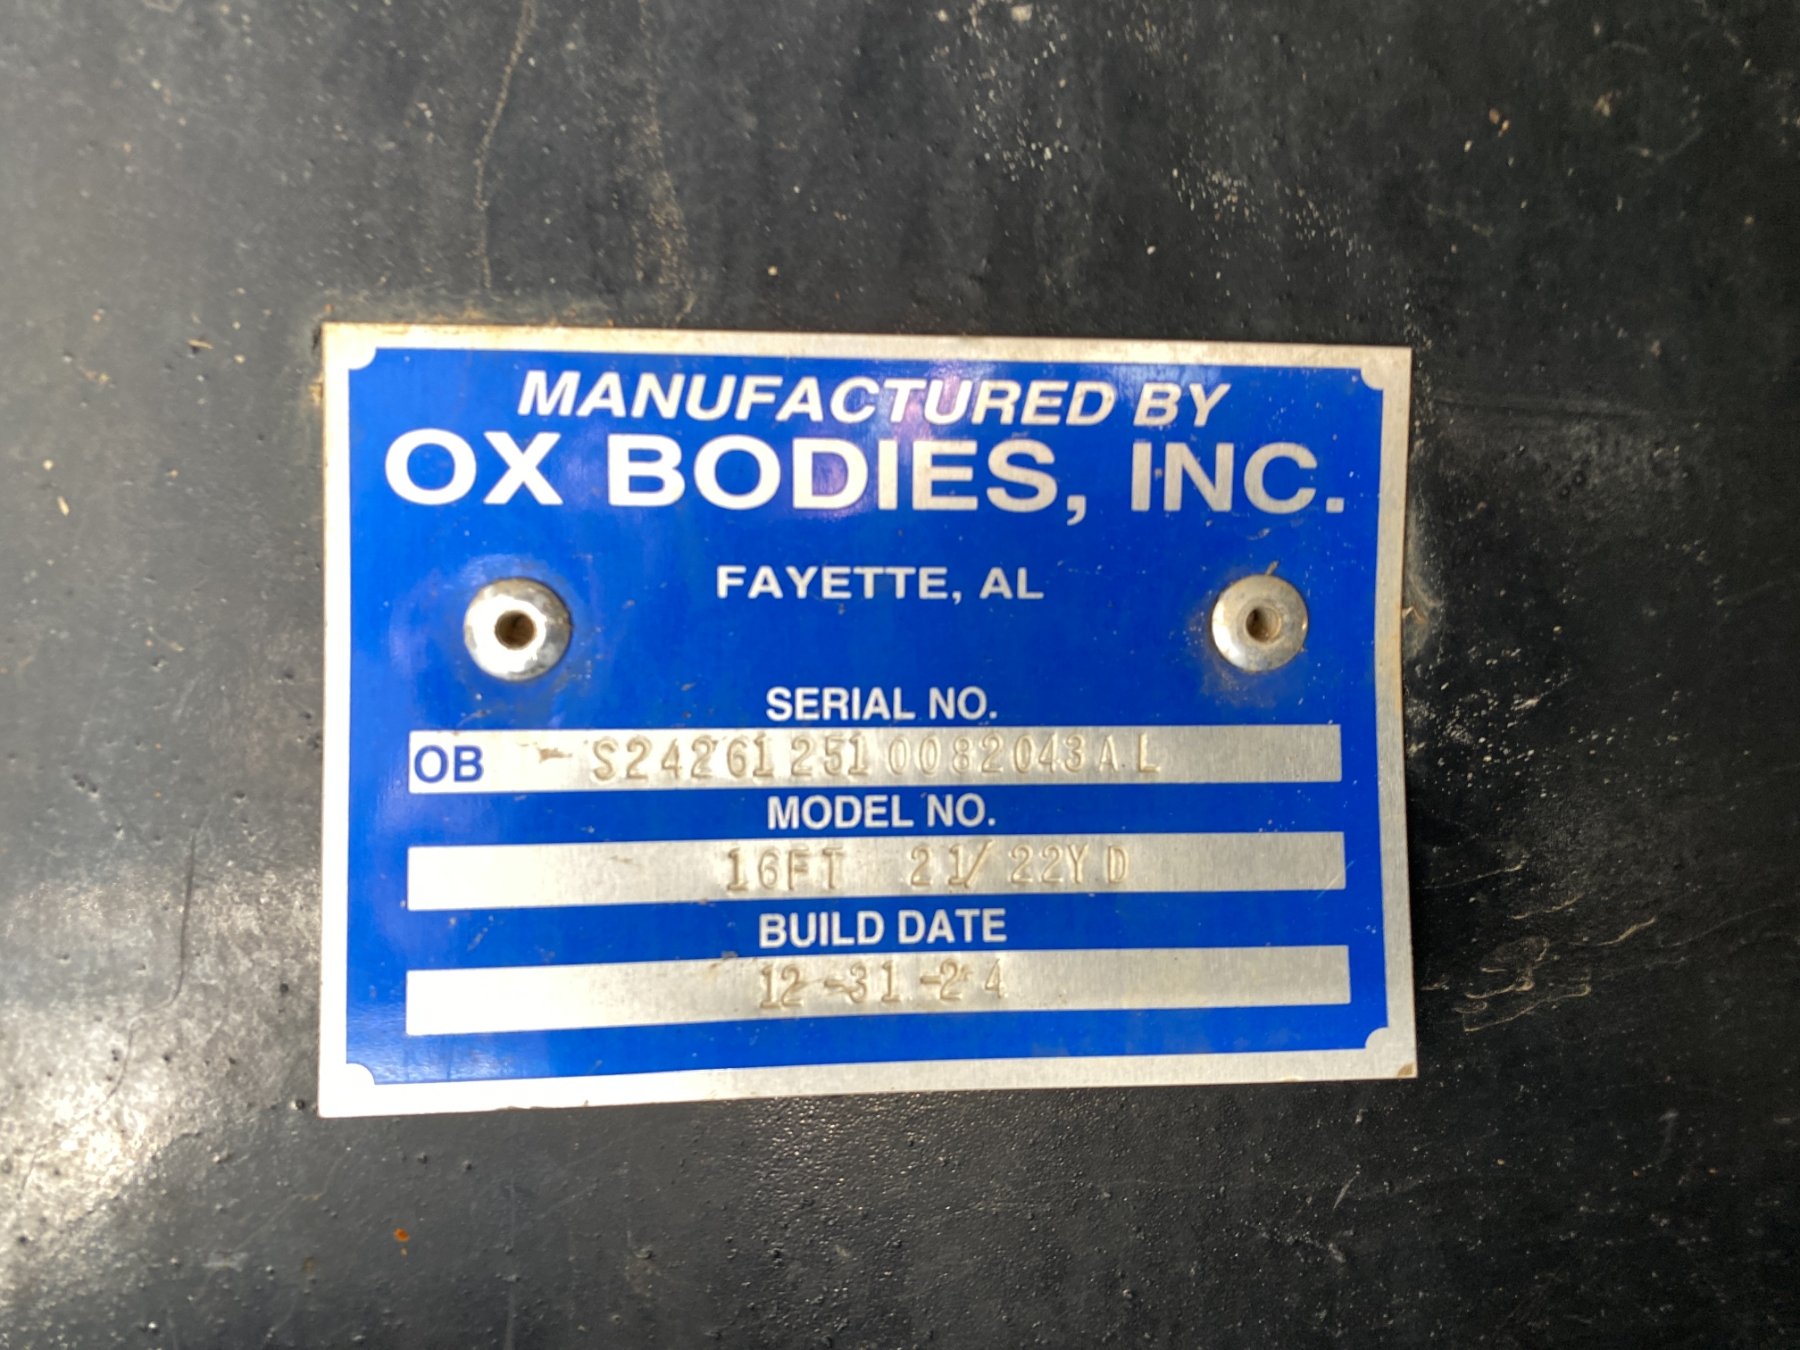 MANUFACTURED BY
OX BODIES, INC.
FAYETTE, AL
SERIAL NO.
OB - S24261251 0082043AL
MODEL NO.
16FT 21/22YD
BUILD DATE
12-31-24